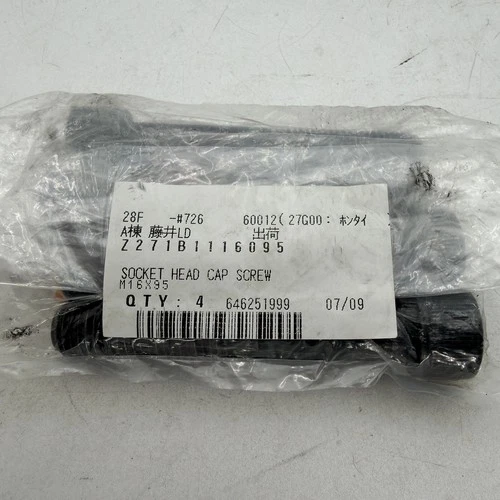 28F -#726 60012( 27G00: ホンタイ
A棟 藤井LD 出荷
Z271B1116095
SOCKET HEAD CAP SCREW
M16X95
QTY: 4 646251999 07/09